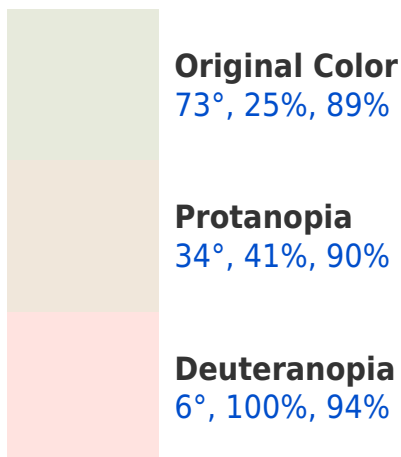 Original Color
73°, 25%, 89%
Protanopia
34°, 41%, 90%
Deuteranopia
6°, 100%, 94%